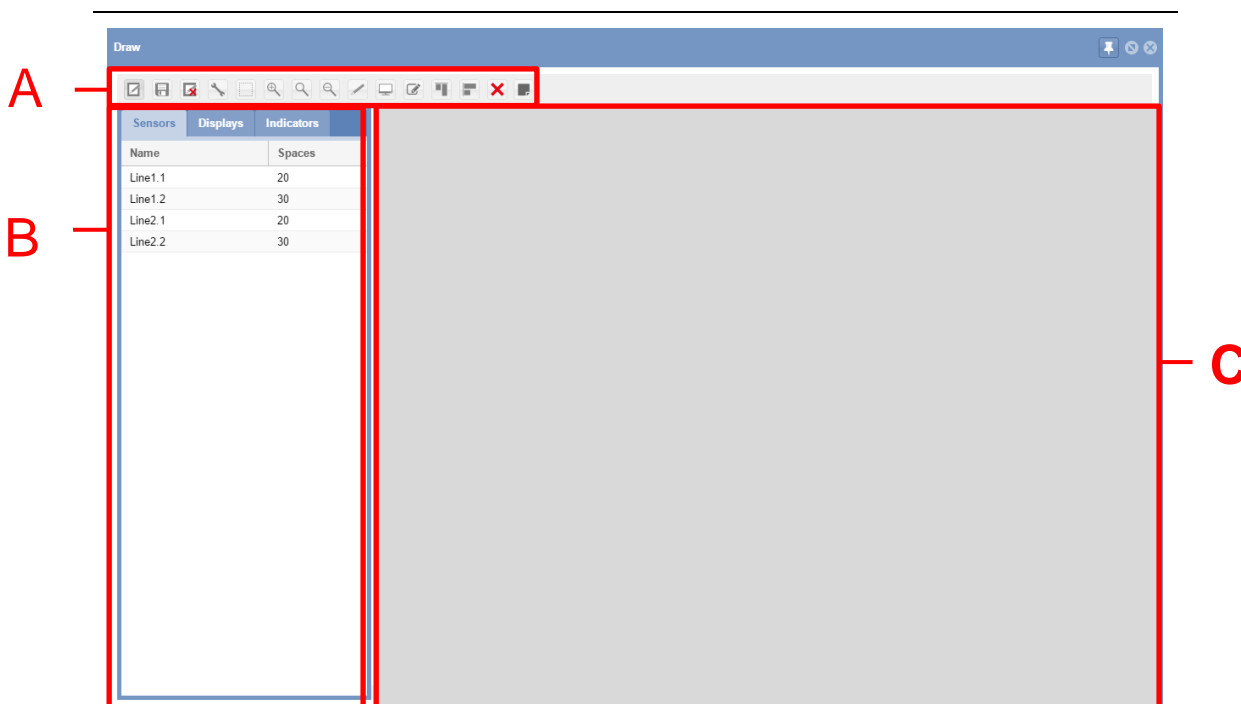 Draw
A
Sensors Displays Indicators
Name Spaces
Line1.1 20
Line1.2 30
B
Line2.1 20
Line2.2 30
C